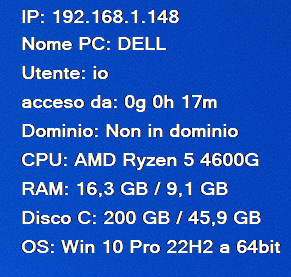 IP: 192.168.1.148
Nome PC: DELL
Utente: io
acceso da: 0g 0h 17m
Dominio: Non in dominio
CPU: AMD Ryzen 5 4600G
RAM: 16,3 GB / 9,1 GB
Disco C: 200 GB / 45,9 GB
OS: Win 10 Pro 22H2 a 64bit